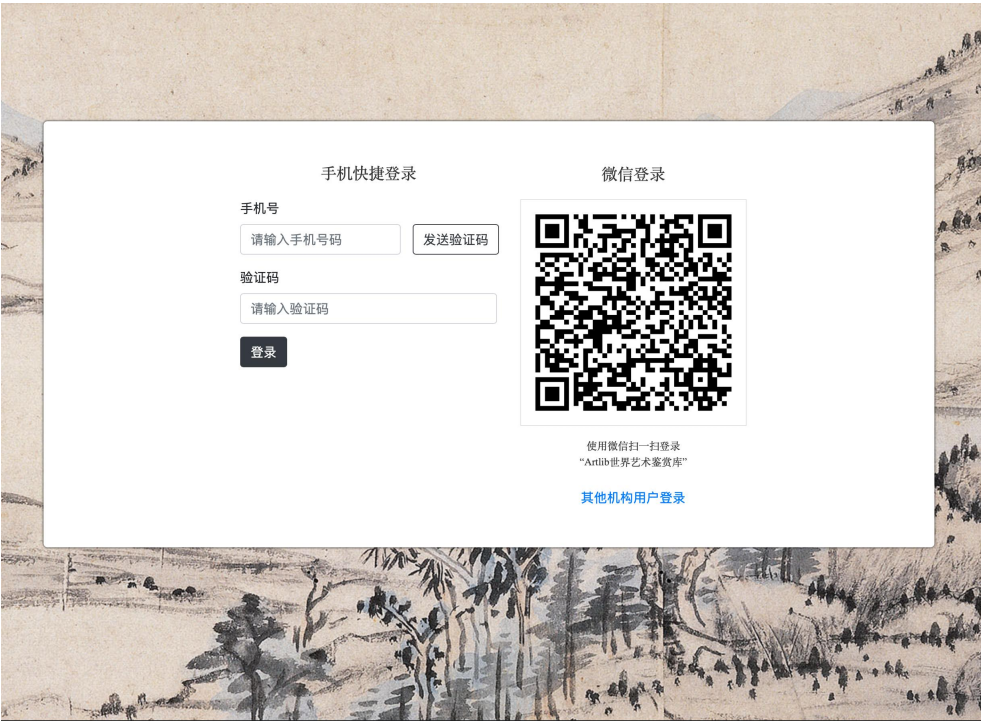 手机快捷登录
手机号
请输入手机号码
发送验证码
验证码
请输入验证码
登录
微信登录
使用微信扫一扫登录
“Artlib世界艺术鉴赏库”
其他机构用户登录